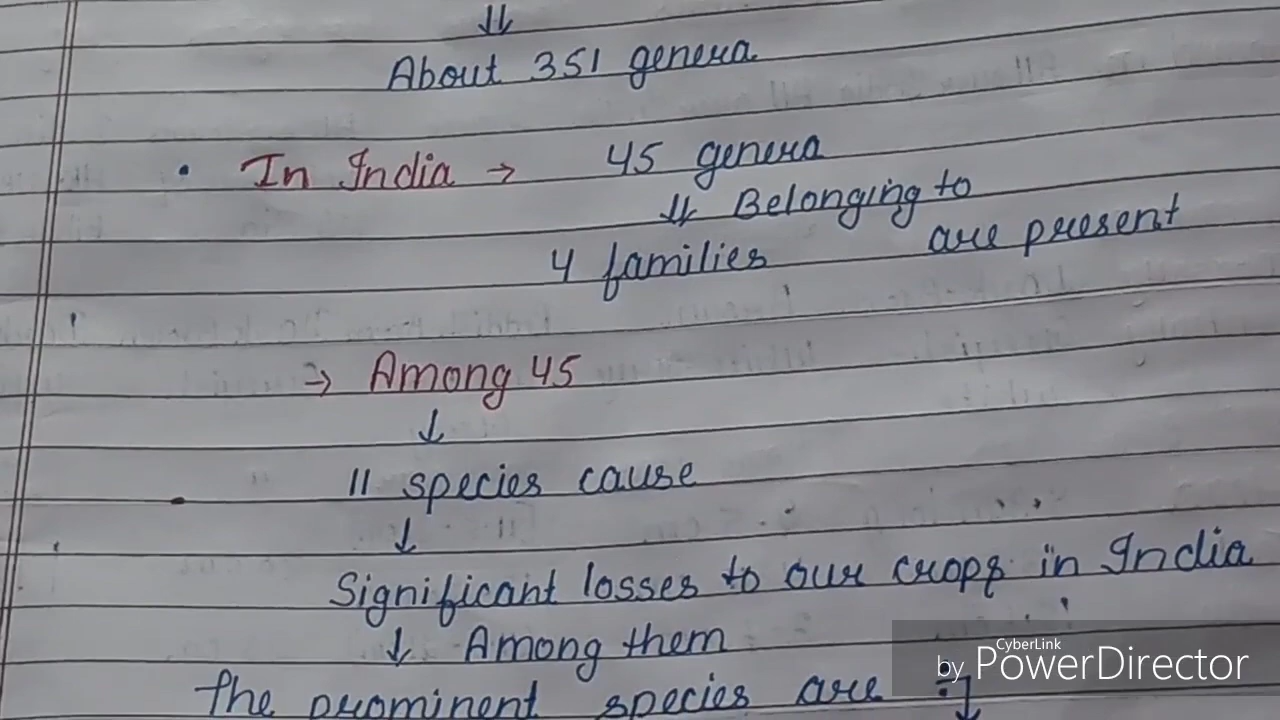 ⇓
About 351 genera
• In India → 45 genera
⇓ Belonging to
4 families are present
→ Among 45
↓
11 species cause
↓
Significant losses to our crops in India
↓ Among them
The prominent species are :-
CyberLink
by PowerDirector